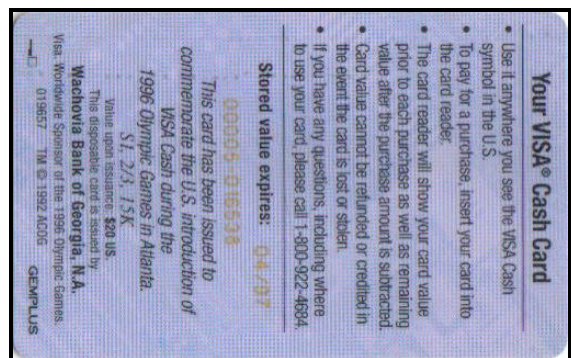 Your VISA® Cash Card
• Use it anywhere you see the VISA Cash
symbol in the U.S.
• To pay for a purchase, insert your card into
the card reader.
• The card reader will show your card value
prior to each purchase as well as remaining
value after the purchase amount is subtracted.
• Card value cannot be refunded or credited in
the event the card is lost or stolen.
• If you have any questions, including where
to use your card, please call 1-800-922-4684.
Stored value expires: 04/97
00005 016538
This card has been issued to
commemorate the U.S. introduction of
VISA Cash during the
1996 Olympic Games in Atlanta.
S1, 2/3, 15K
Value upon issuance: $20 US.
This disposable card is issued by
Wachovia Bank of Georgia, N.A.
Visa. Worldwide Sponsor of the 1996 Olympic Games.
019657 TM © 1992 ACOG
GEMPLUS